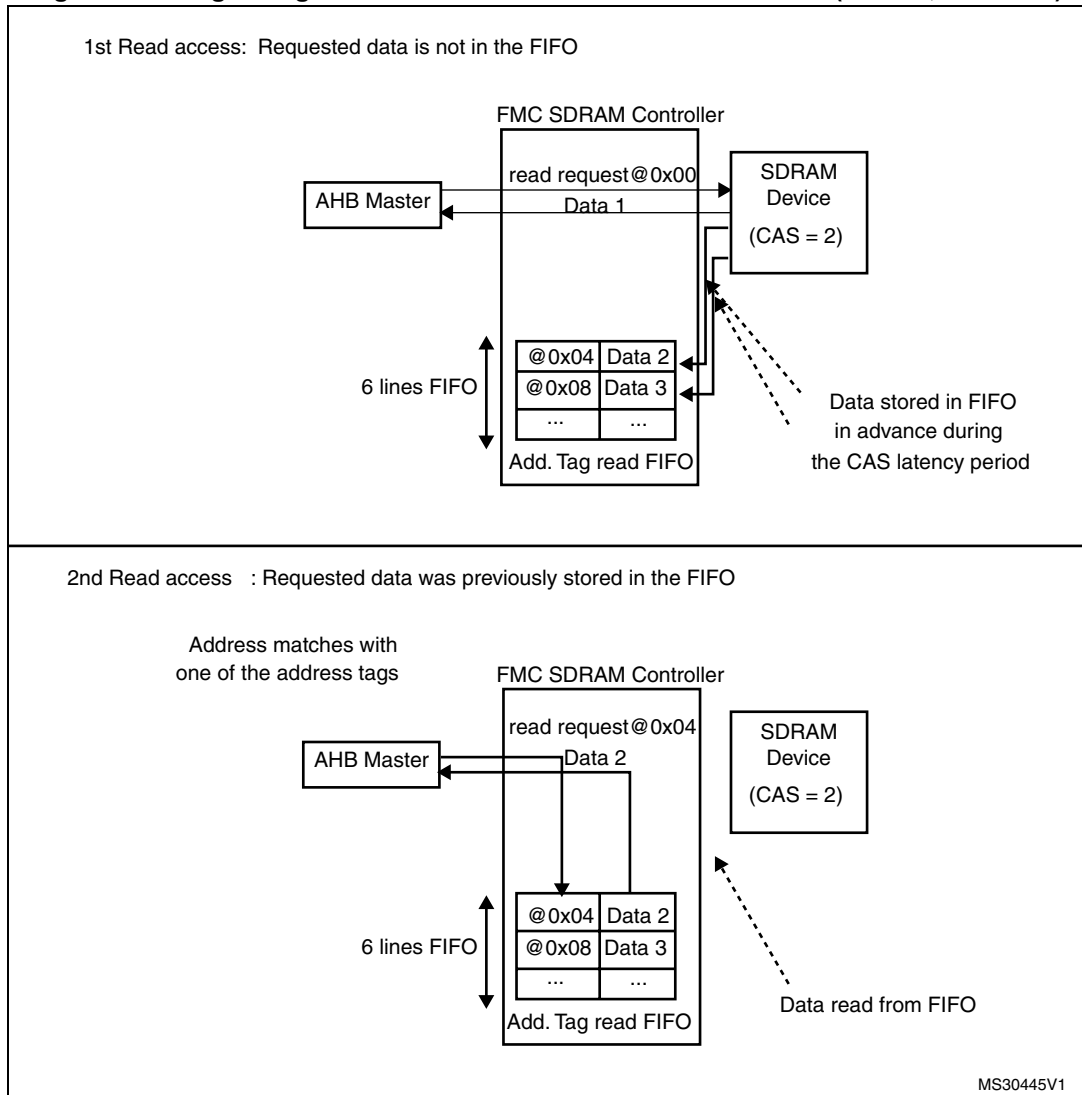 1st Read access: Requested data is not in the FIFO
FMC SDRAM Controller
read request@0x00
Data 1
AHB Master
SDRAM
Device
(CAS = 2)
6 lines FIFO
@0x04 Data 2
@0x08 Data 3
... ...
Add. Tag read FIFO
Data stored in FIFO
in advance during
the CAS latency period
2nd Read access : Requested data was previously stored in the FIFO
Address matches with
one of the address tags
FMC SDRAM Controller
read request@0x04
Data 2
AHB Master
SDRAM
Device
(CAS = 2)
6 lines FIFO
@0x04 Data 2
@0x08 Data 3
... ...
Add. Tag read FIFO
Data read from FIFO
MS30445V1